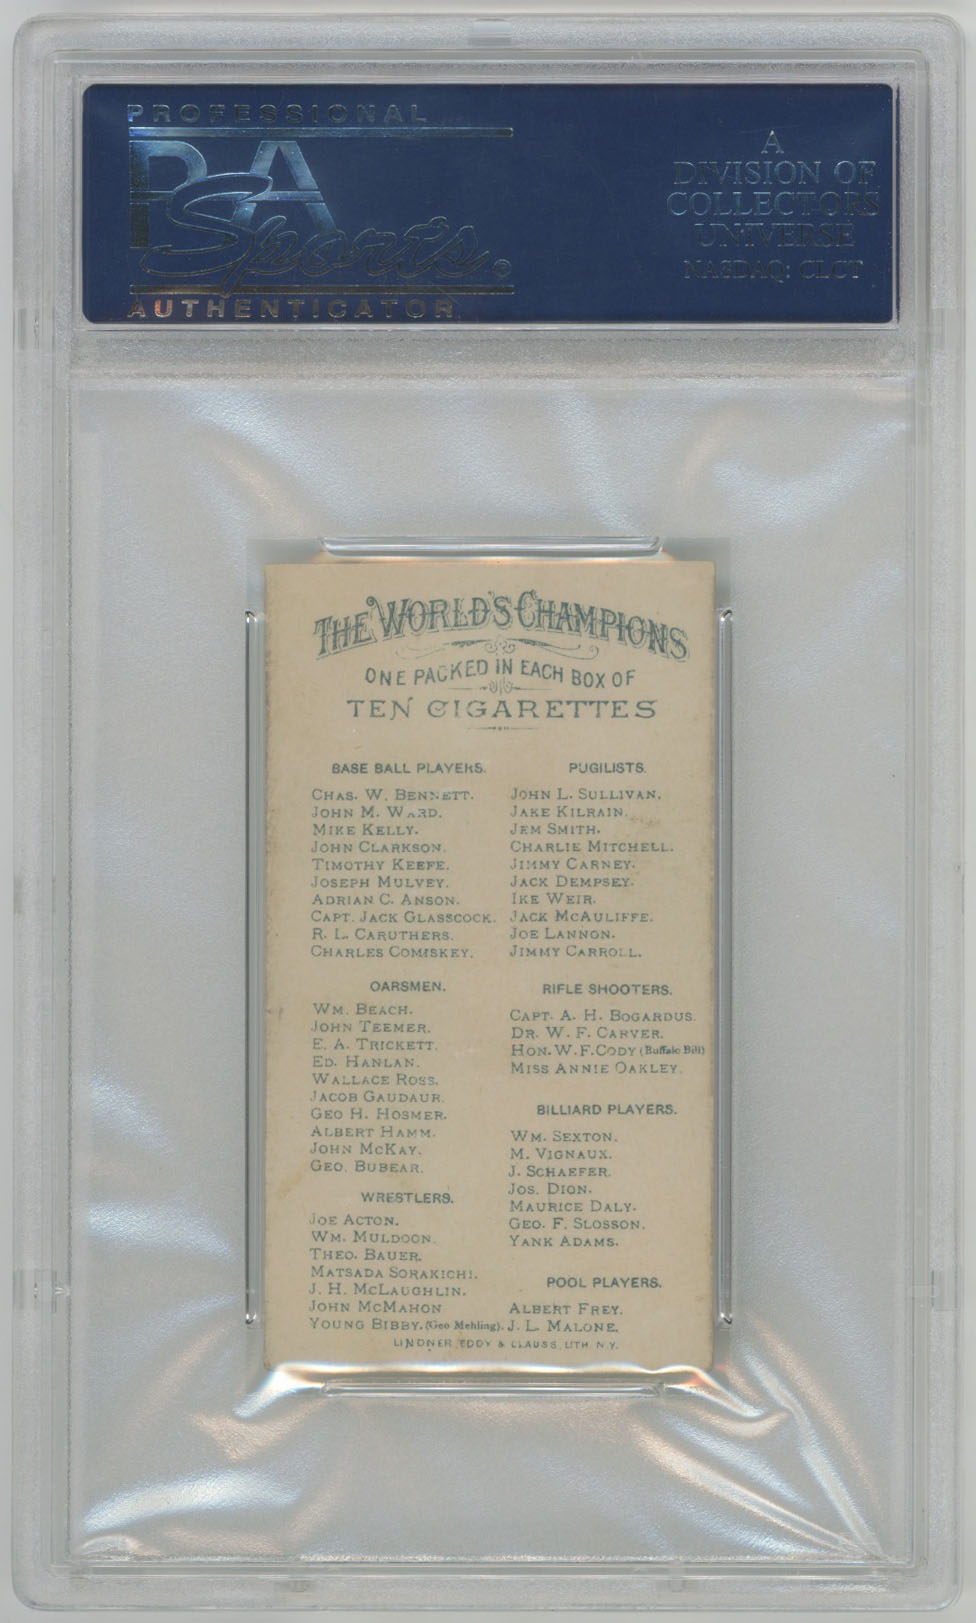 PROFESSIONAL
PSA
Sports
AUTHENTICATOR
A
DIVISION OF
COLLECTORS
UNIVERSE
NASDAQ: CLCT
THE WORLD'S CHAMPIONS
ONE PACKED IN EACH BOX OF
TEN CIGARETTES
BASE BALL PLAYERS.
CHAS. W. BENNETT.
JOHN M. WARD.
MIKE KELLY.
JOHN CLARKSON.
TIMOTHY KEEFE.
JOSEPH MULVEY.
ADRIAN C. ANSON.
CAPT. JACK GLASSCOCK.
R. L. CARUTHERS.
CHARLES COMISKEY.
OARSMEN.
WM. BEACH.
JOHN TEEMER.
E. A. TRICKETT.
ED. HANLAN.
WALLACE ROSS.
JACOB GAUDAUR.
GEO H. HOSMER.
ALBERT HAMM.
JOHN MCKAY.
GEO. BUBEAR.
WRESTLERS.
JOE ACTON.
WM. MULDOON.
THEO. BAUER.
MATSADA SORAKICHI.
J. H. MCLAUGHLIN.
JOHN MCMAHON
YOUNG BIBBY. (Geo Mehling).
PUGILISTS.
JOHN L. SULLIVAN.
JAKE KILRAIN.
JEM SMITH.
CHARLIE MITCHELL.
JIMMY CARNEY.
JACK DEMPSEY.
IKE WEIR.
JACK MCAULIFFE.
JOE LANNON.
JIMMY CARROLL.
RIFLE SHOOTERS.
CAPT. A. H. BOGARDUS.
DR. W. F. CARVER.
HON. W. F. CODY (Buffalo Bill)
MISS ANNIE OAKLEY.
BILLIARD PLAYERS.
WM. SEXTON.
M. VIGNAUX.
J. SCHAEFER.
JOS. DION.
MAURICE DALY.
GEO. F. SLOSSON.
YANK ADAMS.
POOL PLAYERS.
ALBERT FREY.
J. L. MALONE.
LINDNER, EDDY & CLAUSS, LITH. N.Y.